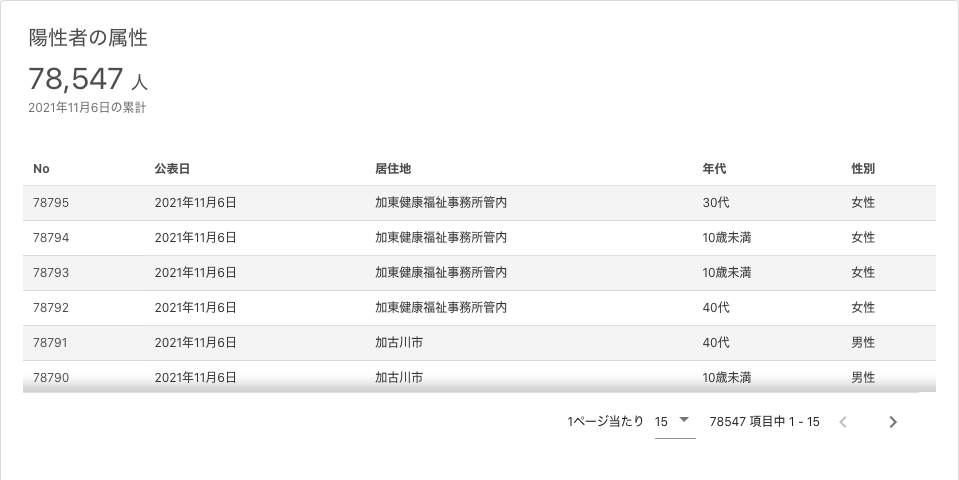 陽性者の属性
78,547 人
2021年11月6日の累計
No 公表日 居住地 年代 性別
78795 2021年11月6日 加東健康福祉事務所管内 30代 女性
78794 2021年11月6日 加東健康福祉事務所管内 10歳未満 女性
78793 2021年11月6日 加東健康福祉事務所管内 10歳未満 女性
78792 2021年11月6日 加東健康福祉事務所管内 40代 女性
78791 2021年11月6日 加古川市 40代 男性
78790 2021年11月6日 加古川市 10歳未満 男性
1ページ当たり 15 78547 項目中 1 - 15